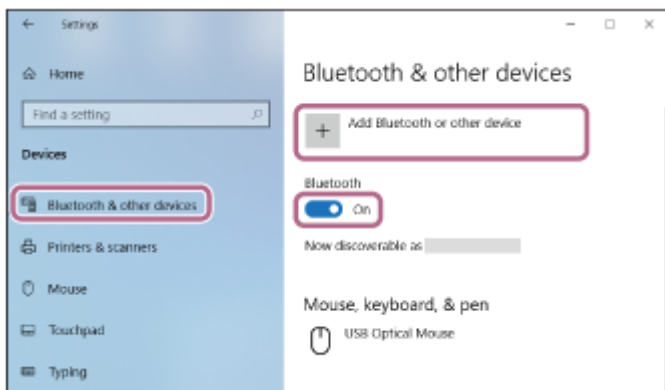 Settings
Home
Find a setting
Devices
Bluetooth & other devices
Printers & scanners
Mouse
Touchpad
Typing
Bluetooth & other devices
Add Bluetooth or other device
Bluetooth
On
Now discoverable as
Mouse, keyboard, & pen
USB Optical Mouse